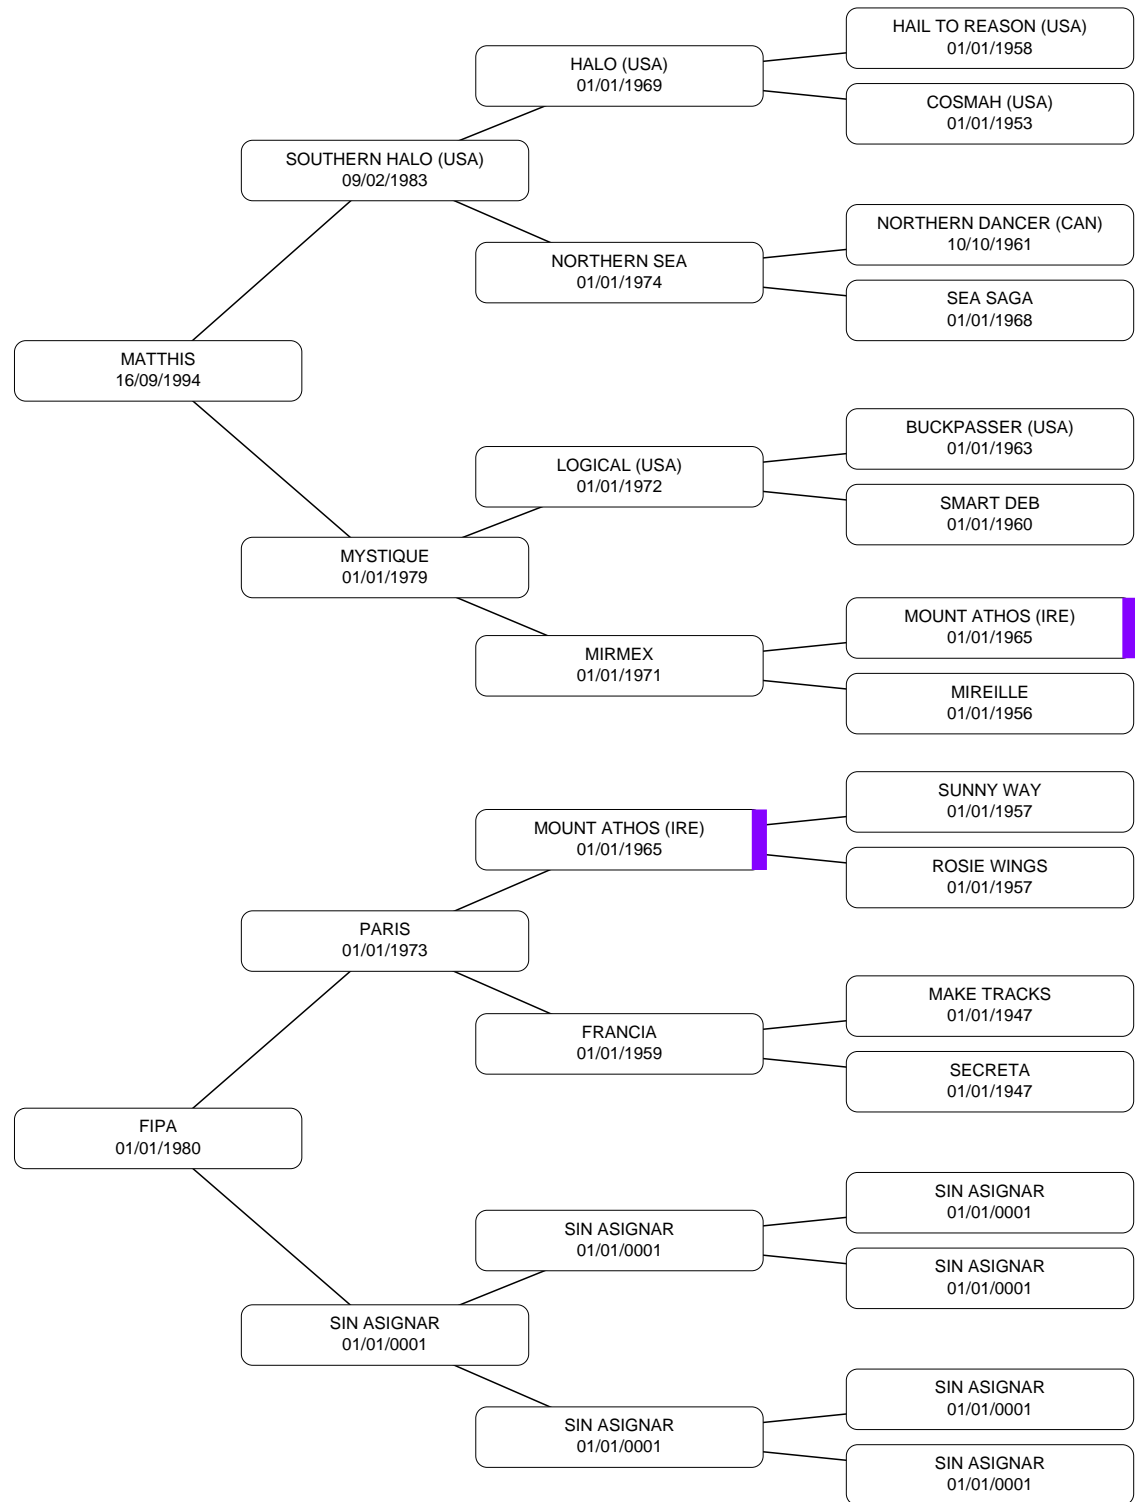 HAIL TO REASON (USA)
01/01/1958
HALO (USA)
01/01/1969
COSMAH (USA)
01/01/1953
SOUTHERN HALO (USA)
09/02/1983
NORTHERN DANCER (CAN)
10/10/1961
NORTHERN SEA
01/01/1974
SEA SAGA
01/01/1968
MATTHIS
16/09/1994
BUCKPASSER (USA)
01/01/1963
LOGICAL (USA)
01/01/1972
SMART DEB
01/01/1960
MYSTIQUE
01/01/1979
MOUNT ATHOS (IRE)
01/01/1965
MIRMEX
01/01/1971
MIREILLE
01/01/1956
SUNNY WAY
01/01/1957
MOUNT ATHOS (IRE)
01/01/1965
ROSIE WINGS
01/01/1957
PARIS
01/01/1973
MAKE TRACKS
01/01/1947
FRANCIA
01/01/1959
SECRETA
01/01/1947
FIPA
01/01/1980
SIN ASIGNAR
01/01/0001
SIN ASIGNAR
01/01/0001
SIN ASIGNAR
01/01/0001
SIN ASIGNAR
01/01/0001
SIN ASIGNAR
01/01/0001
SIN ASIGNAR
01/01/0001
SIN ASIGNAR
01/01/0001